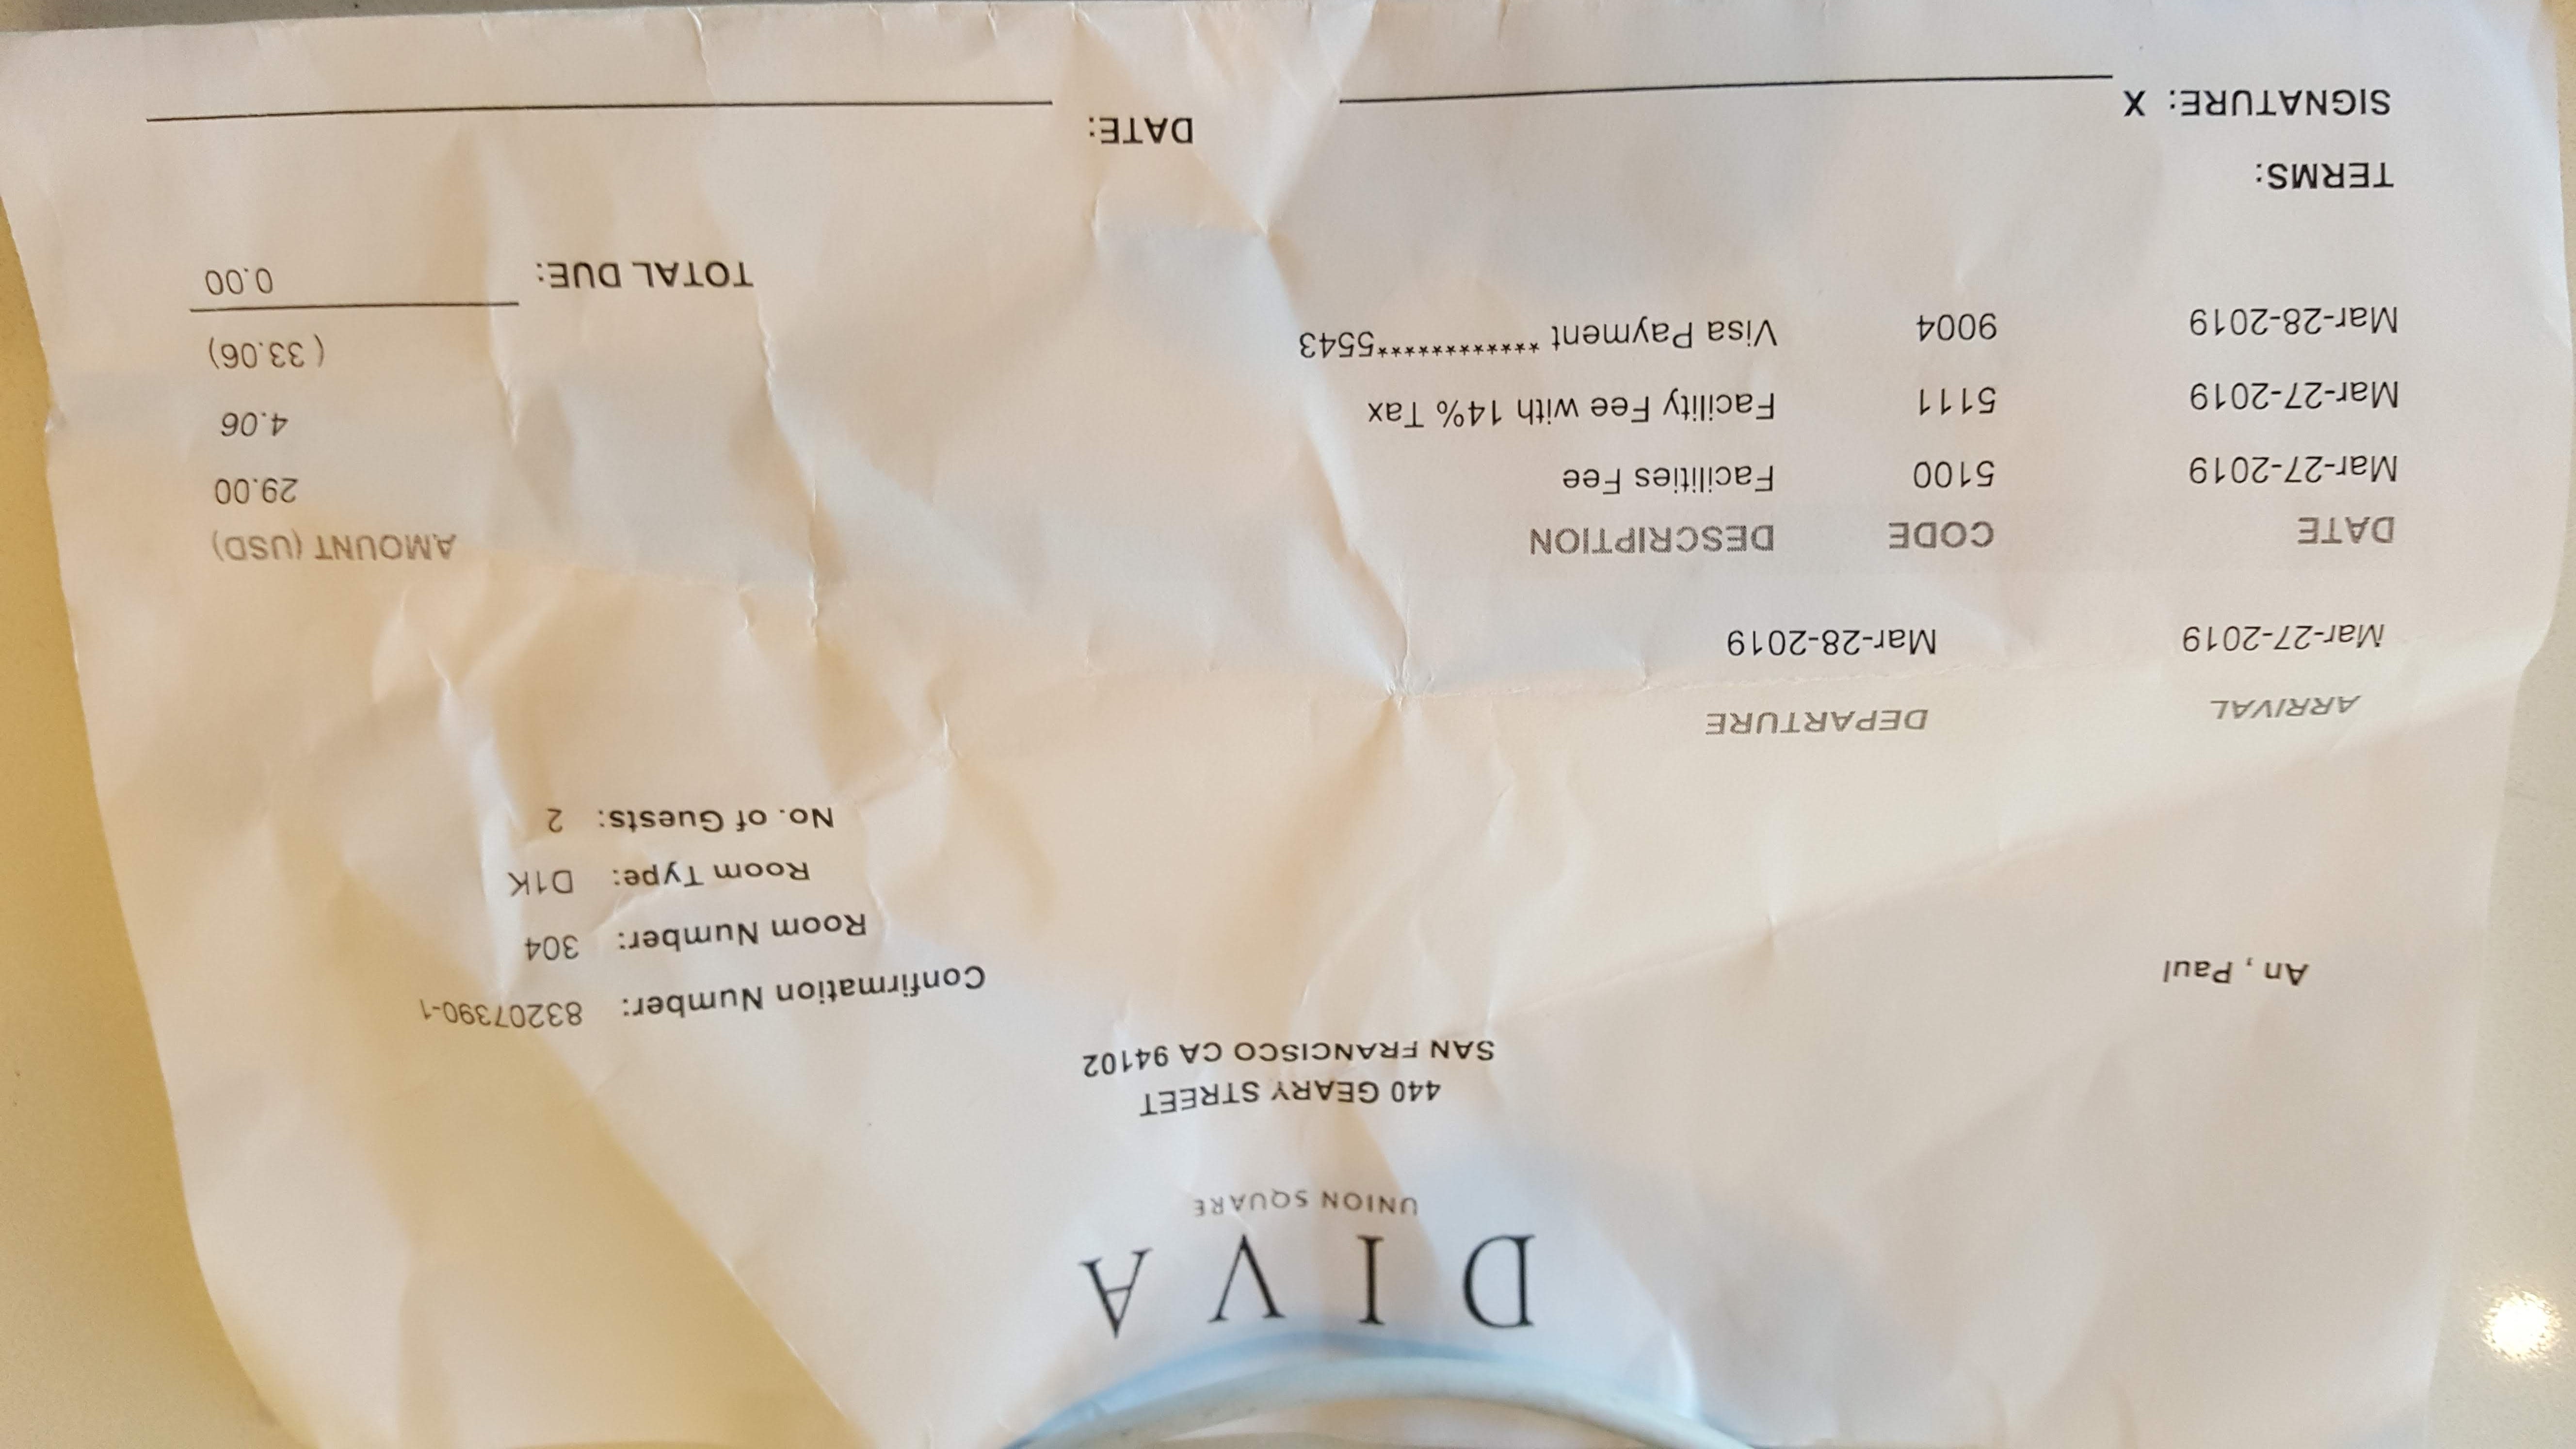 DIVA
UNION SQUARE
440 GEARY STREET
SAN FRANCISCO CA 94102
An, Paul
Confirmation Number: 83207390-1
Room Number: 304
Room Type: D1K
No. of Guests: 2
ARRIVAL DEPARTURE
Mar-27-2019 Mar-28-2019
DATE CODE DESCRIPTION AMOUNT (USD)
Mar-27-2019 5100 Facilities Fee 29.00
Mar-27-2019 5111 Facility Fee with 14% Tax 4.06
Mar-28-2019 9004 Visa Payment ************5543 ( 33.06)
TOTAL DUE: 0.00
TERMS:
SIGNATURE: X DATE: